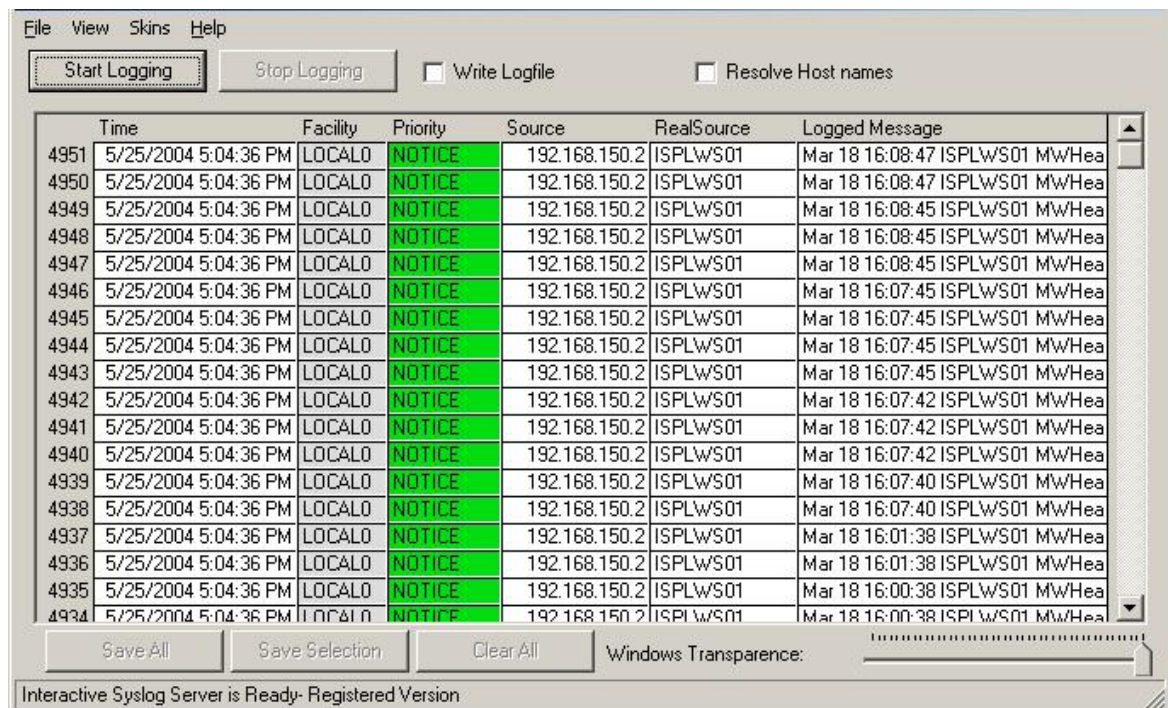 File View Skins Help
Start Logging Stop Logging Write Logfile Resolve Host names
Time Facility Priority Source RealSource Logged Message
4951 5/25/2004 5:04:36 PM LOCAL0 NOTICE 192.168.150.2 ISPLWS01 Mar 18 16:08:47 ISPLWS01 MWHea
4950 5/25/2004 5:04:36 PM LOCAL0 NOTICE 192.168.150.2 ISPLWS01 Mar 18 16:08:47 ISPLWS01 MWHea
4949 5/25/2004 5:04:36 PM LOCAL0 NOTICE 192.168.150.2 ISPLWS01 Mar 18 16:08:45 ISPLWS01 MWHea
4948 5/25/2004 5:04:36 PM LOCAL0 NOTICE 192.168.150.2 ISPLWS01 Mar 18 16:08:45 ISPLWS01 MWHea
4947 5/25/2004 5:04:36 PM LOCAL0 NOTICE 192.168.150.2 ISPLWS01 Mar 18 16:08:45 ISPLWS01 MWHea
4946 5/25/2004 5:04:36 PM LOCAL0 NOTICE 192.168.150.2 ISPLWS01 Mar 18 16:07:45 ISPLWS01 MWHea
4945 5/25/2004 5:04:36 PM LOCAL0 NOTICE 192.168.150.2 ISPLWS01 Mar 18 16:07:45 ISPLWS01 MWHea
4944 5/25/2004 5:04:36 PM LOCAL0 NOTICE 192.168.150.2 ISPLWS01 Mar 18 16:07:45 ISPLWS01 MWHea
4943 5/25/2004 5:04:36 PM LOCAL0 NOTICE 192.168.150.2 ISPLWS01 Mar 18 16:07:45 ISPLWS01 MWHea
4942 5/25/2004 5:04:36 PM LOCAL0 NOTICE 192.168.150.2 ISPLWS01 Mar 18 16:07:42 ISPLWS01 MWHea
4941 5/25/2004 5:04:36 PM LOCAL0 NOTICE 192.168.150.2 ISPLWS01 Mar 18 16:07:42 ISPLWS01 MWHea
4940 5/25/2004 5:04:36 PM LOCAL0 NOTICE 192.168.150.2 ISPLWS01 Mar 18 16:07:42 ISPLWS01 MWHea
4939 5/25/2004 5:04:36 PM LOCAL0 NOTICE 192.168.150.2 ISPLWS01 Mar 18 16:07:40 ISPLWS01 MWHea
4938 5/25/2004 5:04:36 PM LOCAL0 NOTICE 192.168.150.2 ISPLWS01 Mar 18 16:07:40 ISPLWS01 MWHea
4937 5/25/2004 5:04:36 PM LOCAL0 NOTICE 192.168.150.2 ISPLWS01 Mar 18 16:01:38 ISPLWS01 MWHea
4936 5/25/2004 5:04:36 PM LOCAL0 NOTICE 192.168.150.2 ISPLWS01 Mar 18 16:01:38 ISPLWS01 MWHea
4935 5/25/2004 5:04:36 PM LOCAL0 NOTICE 192.168.150.2 ISPLWS01 Mar 18 16:00:38 ISPLWS01 MWHea
4934 5/25/2004 5:04:36 PM LOCAL0 NOTICE 192.168.150.2 ISPLWS01 Mar 18 16:00:38 ISPLWS01 MWHea
Save All Save Selection Clear All Windows Transparence:
Interactive Syslog Server is Ready- Registered Version